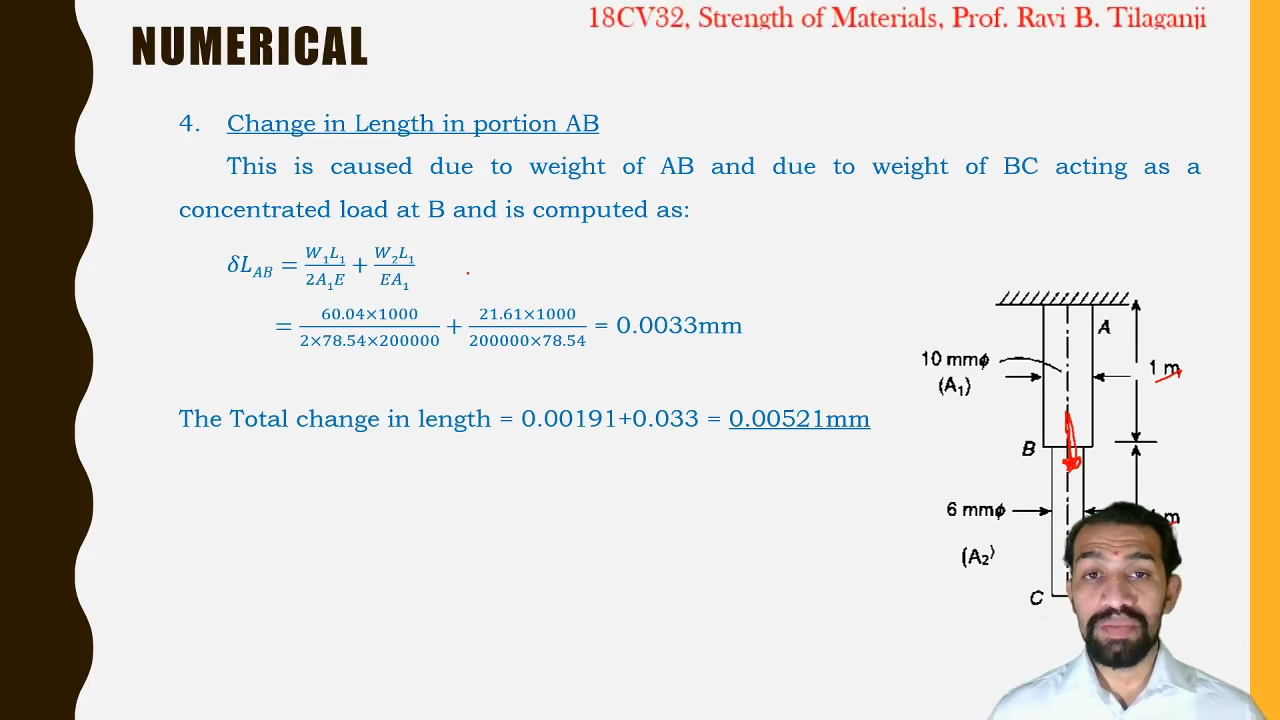 18CV32, Strength of Materials, Prof. Ravi B. Tilaganji
NUMERICAL
4. Change in Length in portion AB
This is caused due to weight of AB and due to weight of BC acting as a
concentrated load at B and is computed as:
δL_AB = W₁L₁/2A₁E + W₂L₁/EA₁
= 60.04×1000/2×78.54×200000 + 21.61×1000/200000×78.54 = 0.0033mm
The Total change in length = 0.00191+0.033 = 0.00521mm
A
10 mmϕ
(A₁)
1 m
B
6 mmϕ
m
(A₂)
C